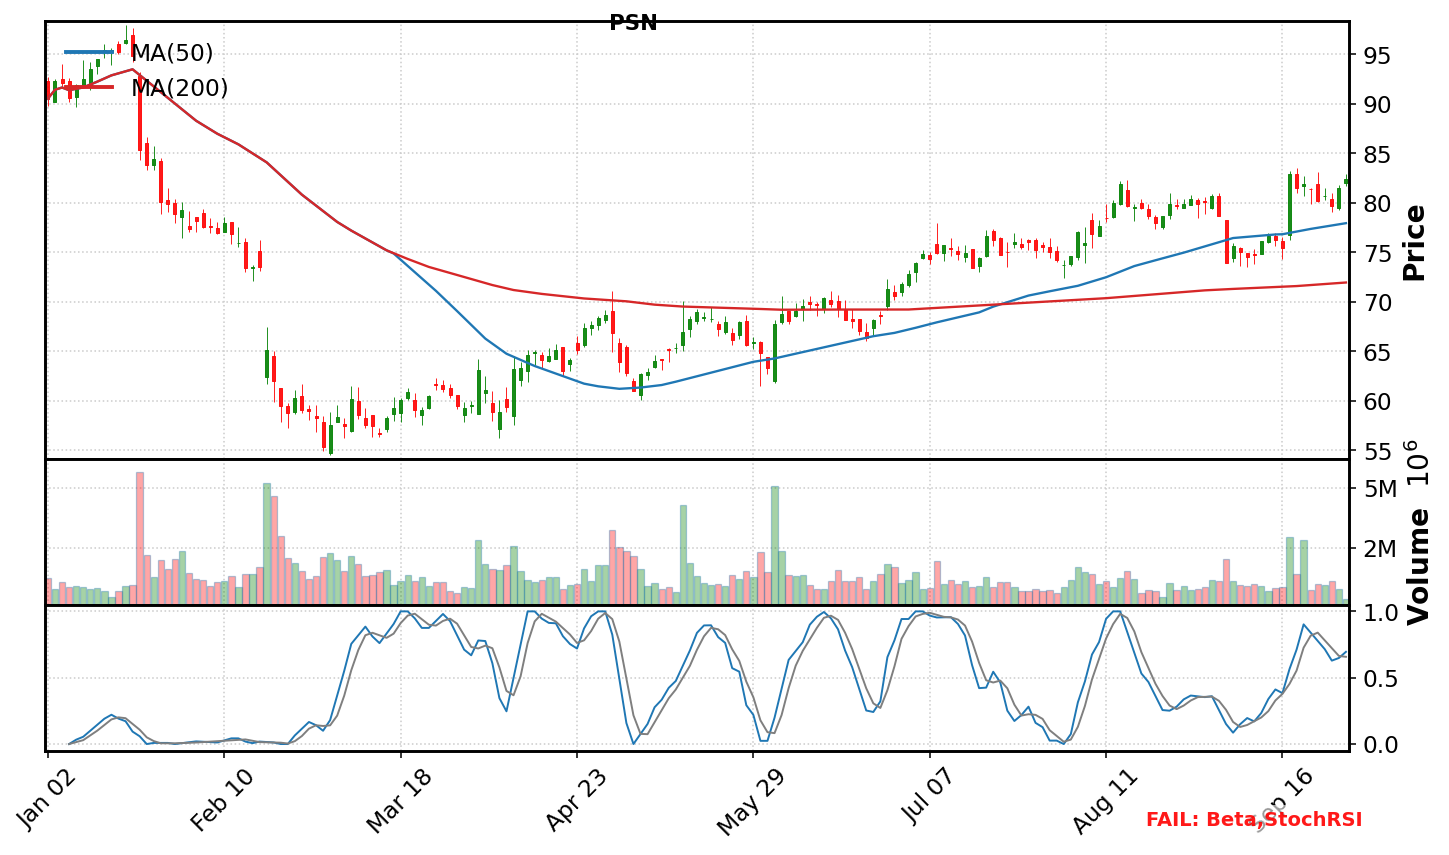 PSN
MA(50)
MA(200)
95
90
85
80
75
70
65
60
55
Price
5M
2M
Volume 10^6
1.0
0.5
0.0
Jan 02
Feb 10
Mar 18
Apr 23
May 29
Jul 07
Aug 11
Sep 16
FAIL: Beta,StochRSI